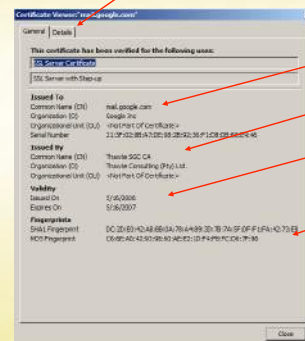 Certificate Viewer:"mail.google.com"
General Details
This certificate has been verified for the following uses:
SSL Server Certificate
SSL Server with Step-up
Issued To
Common Name (CN) mail.google.com
Organization (O) Google Inc
Organizational Unit (OU) <Not Part Of Certificate>
Serial Number
Issued By
Common Name (CN) Thawte SGC CA
Organization (O) Thawte Consulting (Pty) Ltd.
Organizational Unit (OU) <Not Part Of Certificate>
Validity
Issued On 5/15/2006
Expires On 5/15/2007
Fingerprints
SHA1 Fingerprint
MD5 Fingerprint
Close